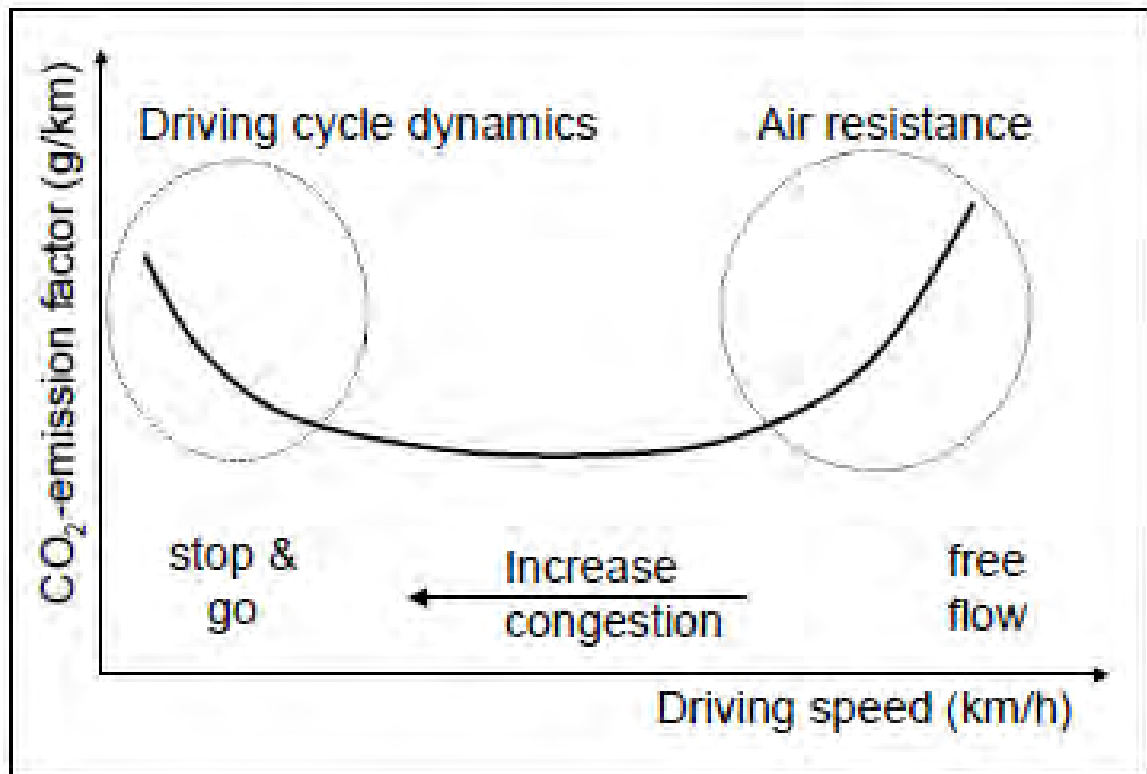 Driving cycle dynamics
Air resistance
CO₂-emission factor (g/km)
stop &
go
Increase
congestion
free
flow
Driving speed (km/h)